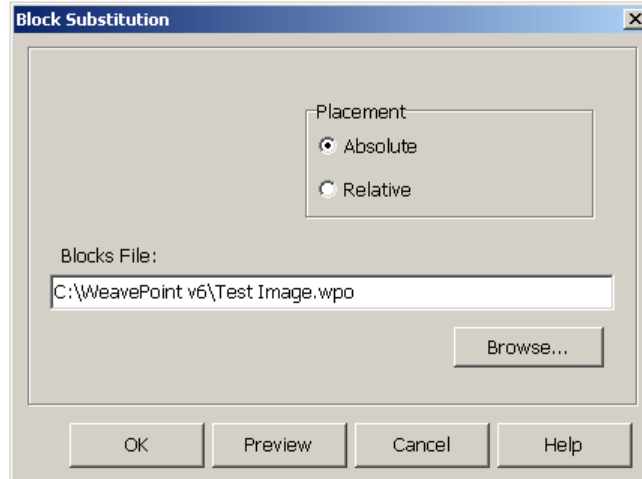 Block Substitution
Placement
Absolute
Relative
Blocks File:
C:\WeavePoint v6\Test Image.wpo
Browse...
OK Preview Cancel Help